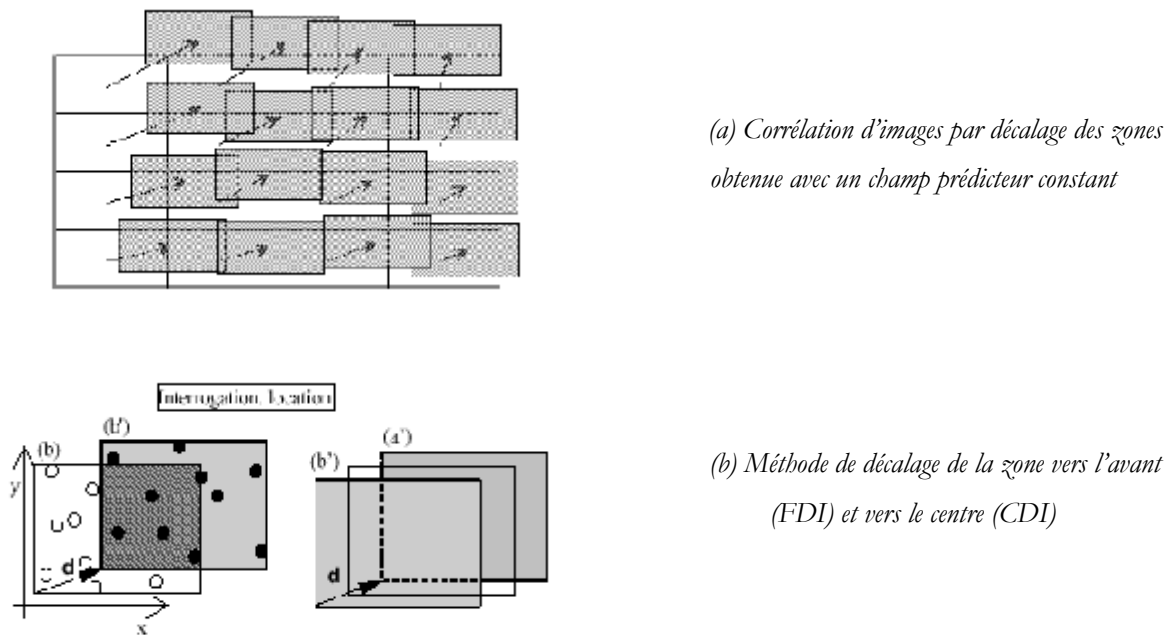 (a) Corrélation d'images par décalage des zones
obtenue avec un champ prédicteur constant
Interrogation location
(b) (b')
y
d
x
(a')
(b')
d
(b) Méthode de décalage de la zone vers l'avant
(FDI) et vers le centre (CDI)